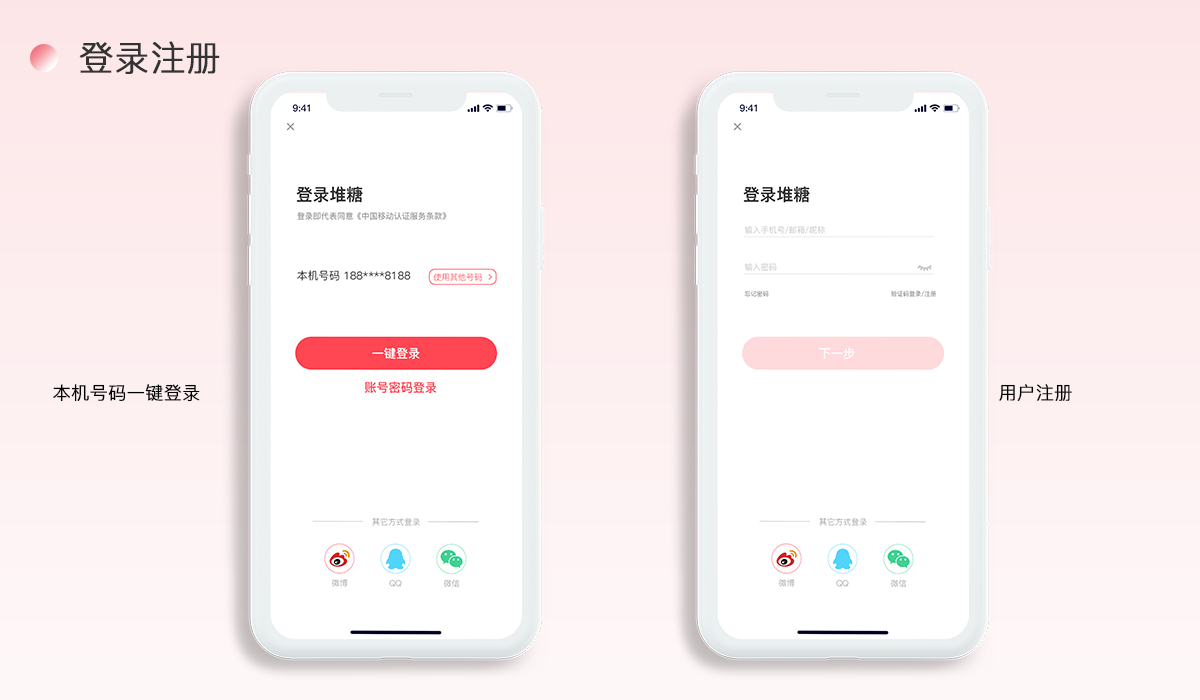 登录注册
9:41
登录堆糖
登录即代表同意《中国移动认证服务条款》
本机号码 188****8188
使用其他号码
一键登录
账号密码登录
其它方式登录
微博
QQ
微信
本机号码一键登录
9:41
登录堆糖
输入手机号/邮箱/昵称
输入密码
忘记密码
验证码登录/注册
下一步
其它方式登录
微博
QQ
微信
用户注册